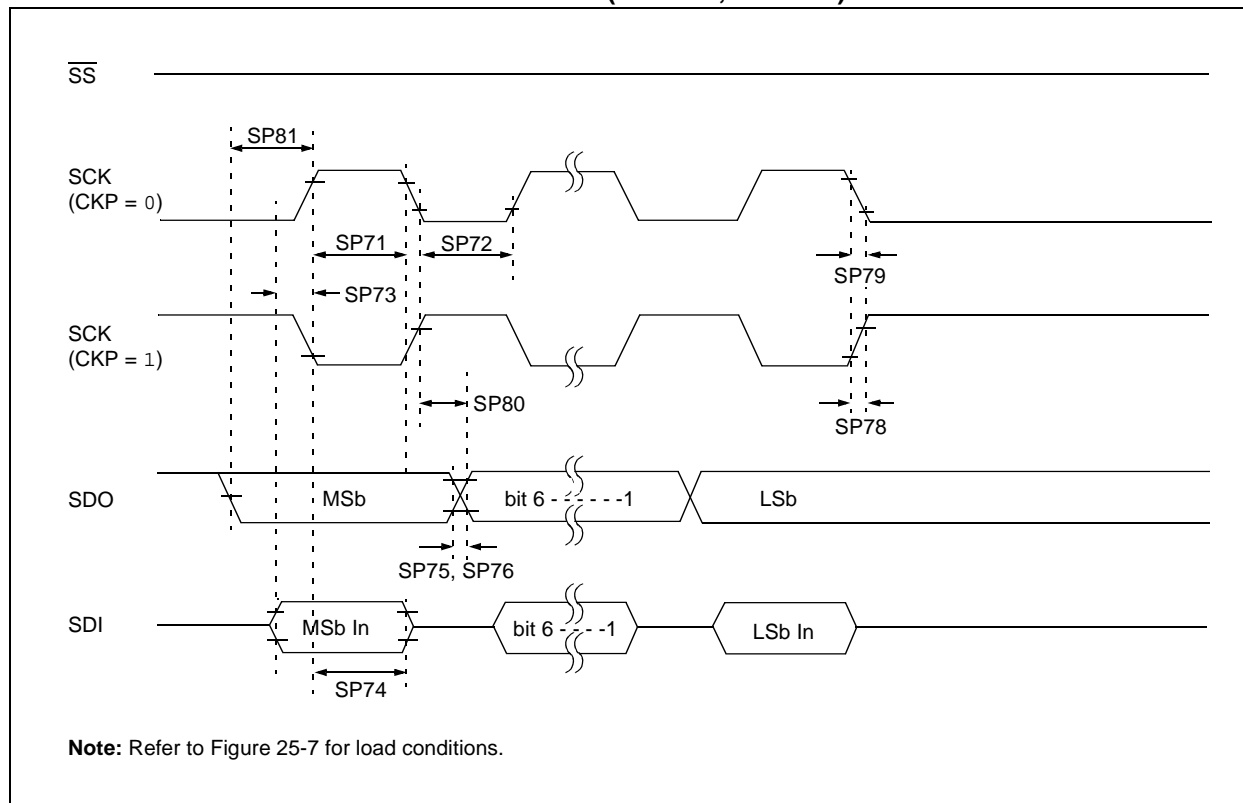 SS
SP81
SCK
(CKP = 0)
SP71
SP72
SP79
SP73
SCK
(CKP = 1)
SP80
SP78
SDO
MSb
bit 6 - - - - - - -1
LSb
SP75, SP76
SDI
MSb In
bit 6 - - - - -1
LSb In
SP74
Note: Refer to Figure 25-7 for load conditions.